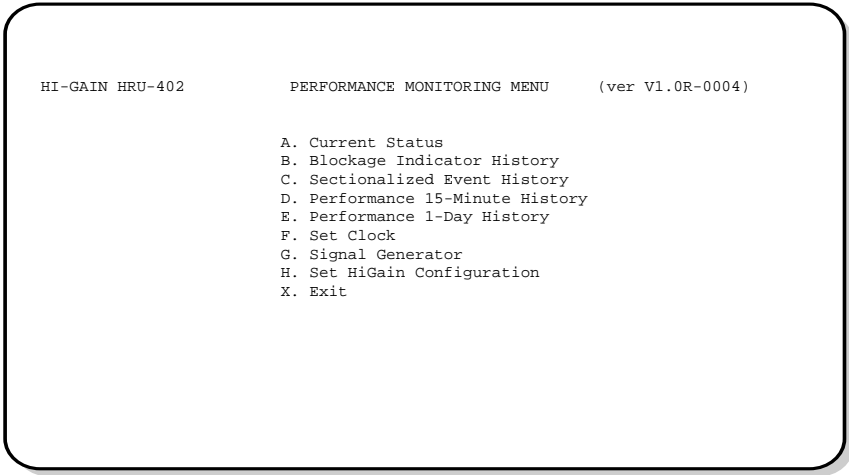 HI-GAIN HRU-402 PERFORMANCE MONITORING MENU (ver V1.0R-0004)
A. Current Status
B. Blockage Indicator History
C. Sectionalized Event History
D. Performance 15-Minute History
E. Performance 1-Day History
F. Set Clock
G. Signal Generator
H. Set HiGain Configuration
X. Exit